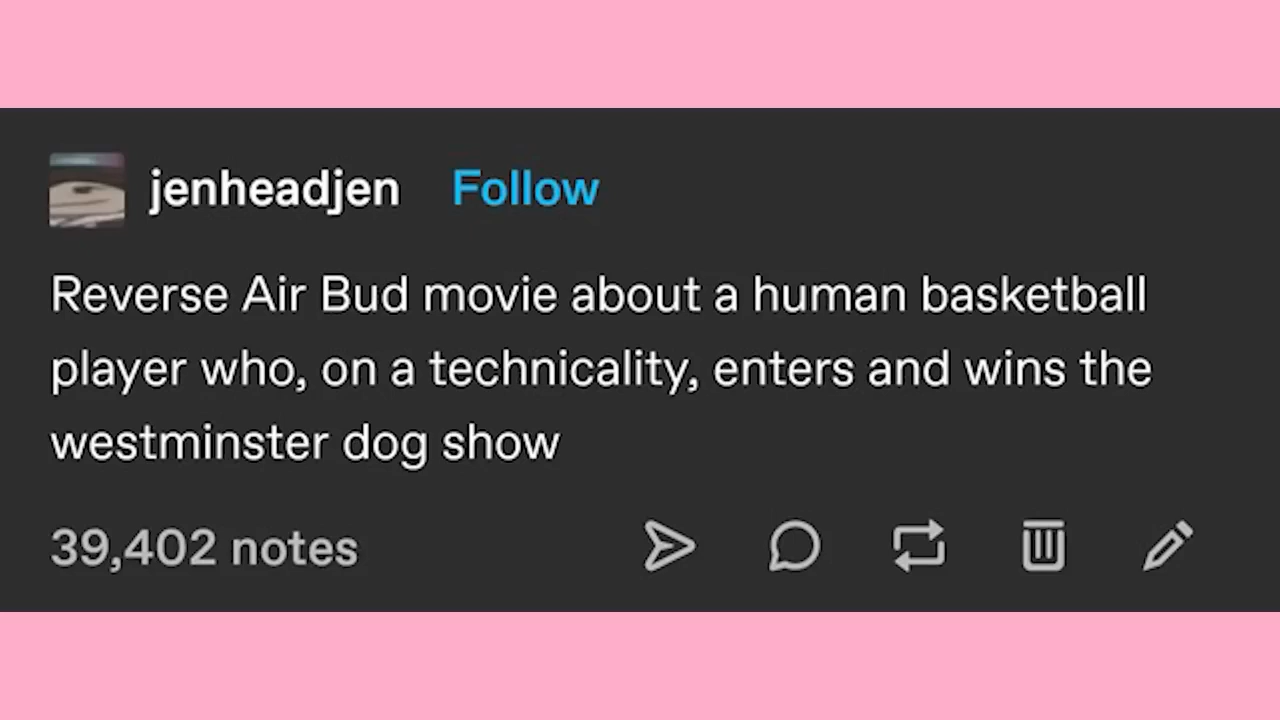 jenheadjen Follow
Reverse Air Bud movie about a human basketball
player who, on a technicality, enters and wins the
westminster dog show
39,402 notes